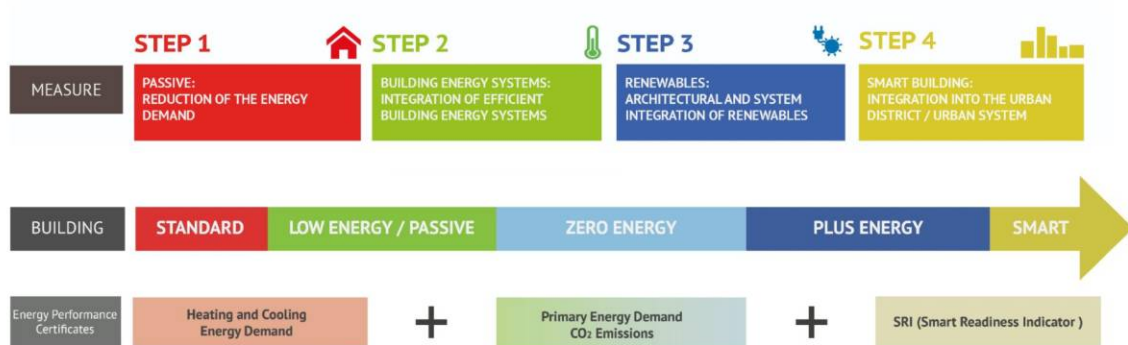 STEP 1
STEP 2
STEP 3
STEP 4
MEASURE
PASSIVE:
REDUCTION OF THE ENERGY
DEMAND
BUILDING ENERGY SYSTEMS:
INTEGRATION OF EFFICIENT
BUILDING ENERGY SYSTEMS
RENEWABLES:
ARCHITECTURAL AND SYSTEM
INTEGRATION OF RENEWABLES
SMART BUILDING:
INTEGRATION INTO THE URBAN
DISTRICT / URBAN SYSTEM
BUILDING
STANDARD
LOW ENERGY / PASSIVE
ZERO ENERGY
PLUS ENERGY
SMART
Energy Performance
Certificates
Heating and Cooling
Energy Demand
+
Primary Energy Demand
CO₂ Emissions
+
SRI (Smart Readiness Indicator )